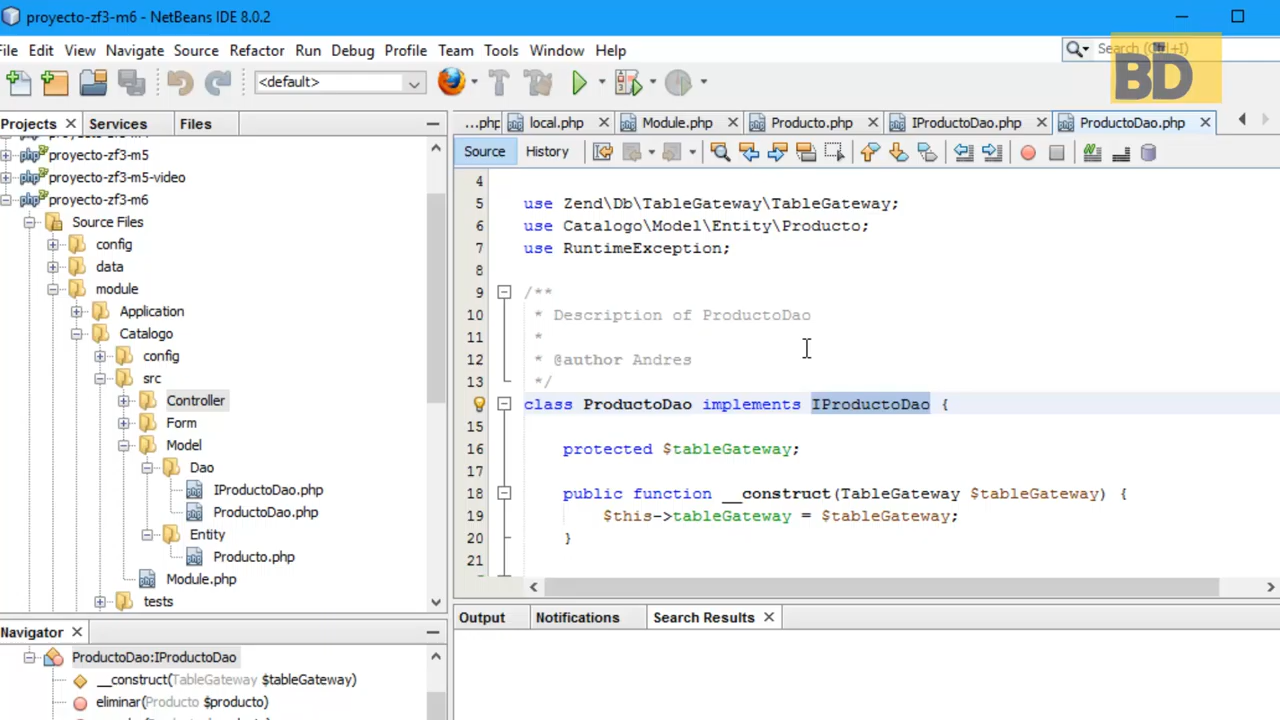 proyecto-zf3-m6 - NetBeans IDE 8.0.2
File Edit View Navigate Source Refactor Run Debug Profile Team Tools Window Help
Search (Ctrl+I)
BD
<default>
Projects Services Files
...php local.php Module.php Producto.php IProductoDao.php ProductoDao.php
Source History
proyecto-zf3-m5
proyecto-zf3-m5-video
proyecto-zf3-m6
Source Files
config
data
module
Application
Catalogo
config
src
Controller
Form
Model
Dao
IProductoDao.php
ProductoDao.php
Entity
Producto.php
Module.php
tests
4
5 use Zend\Db\TableGateway\TableGateway;
6 use Catalogo\Model\Entity\Producto;
7 use RuntimeException;
8
9 /**
10 * Description of ProductoDao
11 *
12 * @author Andres
13 */
class ProductoDao implements IProductoDao {
15
16 protected $tableGateway;
17
18 public function __construct(TableGateway $tableGateway) {
19 $this->tableGateway = $tableGateway;
20 }
21
Output Notifications Search Results
Navigator
ProductoDao:IProductoDao
__construct(TableGateway $tableGateway)
eliminar(Producto $producto)